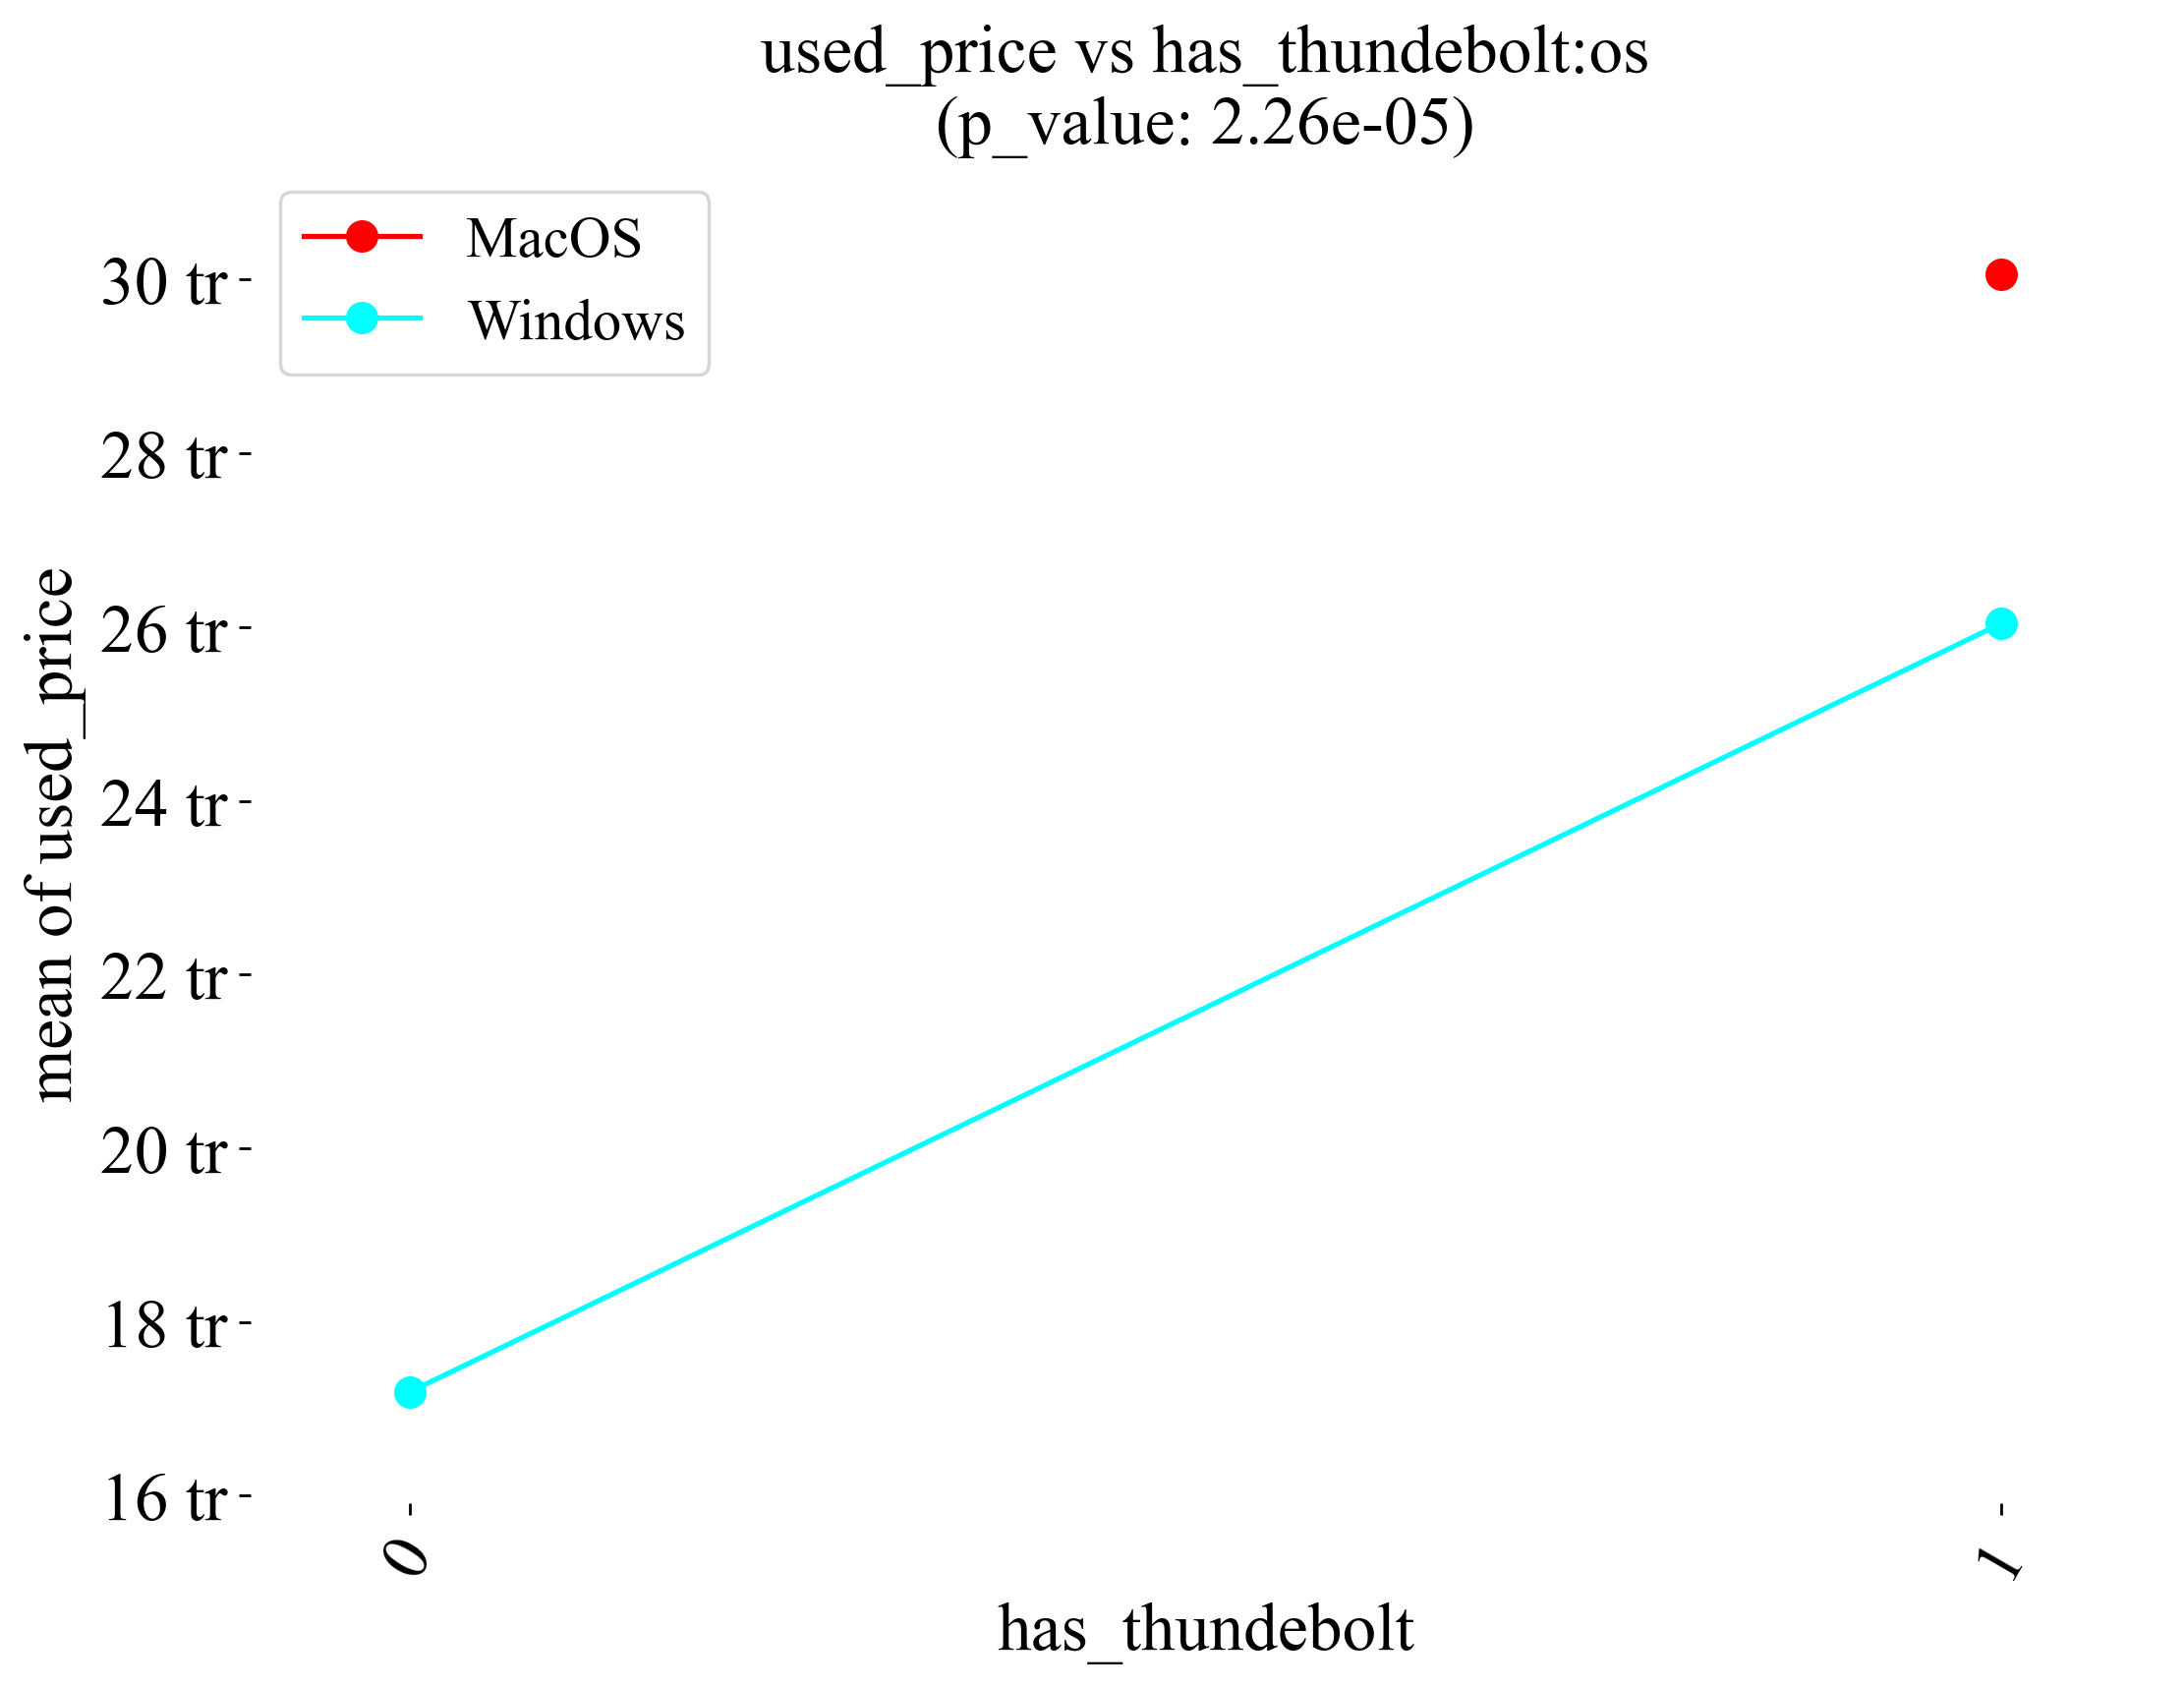 used_price vs has_thundebolt:os
(p_value: 2.26e-05)
MacOS
Windows
30 tr
28 tr
26 tr
24 tr
22 tr
20 tr
18 tr
16 tr
mean of used_price
0
1
has_thundebolt